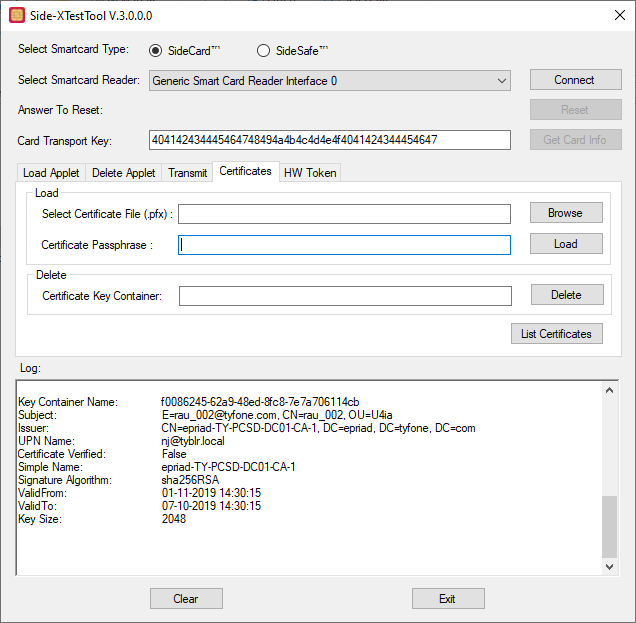 Side-XTestTool V.3.0.0.0
Select Smartcard Type: SideCard™ SideSafe™
Select Smartcard Reader: Generic Smart Card Reader Interface 0 Connect
Answer To Reset: Reset
Card Transport Key: 404142434445464748494a4b4c4d4e4f4041424344454647 Get Card Info
Load Applet Delete Applet Transmit Certificates HW Token
Load
Select Certificate File (.pfx) : Browse
Certificate Passphrase : Load
Delete
Certificate Key Container: Delete
List Certificates
Log:
Key Container Name: f0086245-62a9-48ed-8fc8-7e7a706114cb
Subject: E=rau_002@tyfone.com, CN=rau_002, OU=U4ia
Issuer: CN=epriad-TY-PCSD-DC01-CA-1, DC=epriad, DC=tyfone, DC=com
UPN Name: nj@tyblr.local
Certificate Verified: False
Simple Name: epriad-TY-PCSD-DC01-CA-1
Signature Algorithm: sha256RSA
ValidFrom: 01-11-2019 14:30:15
ValidTo: 07-10-2019 14:30:15
Key Size: 2048
Clear Exit